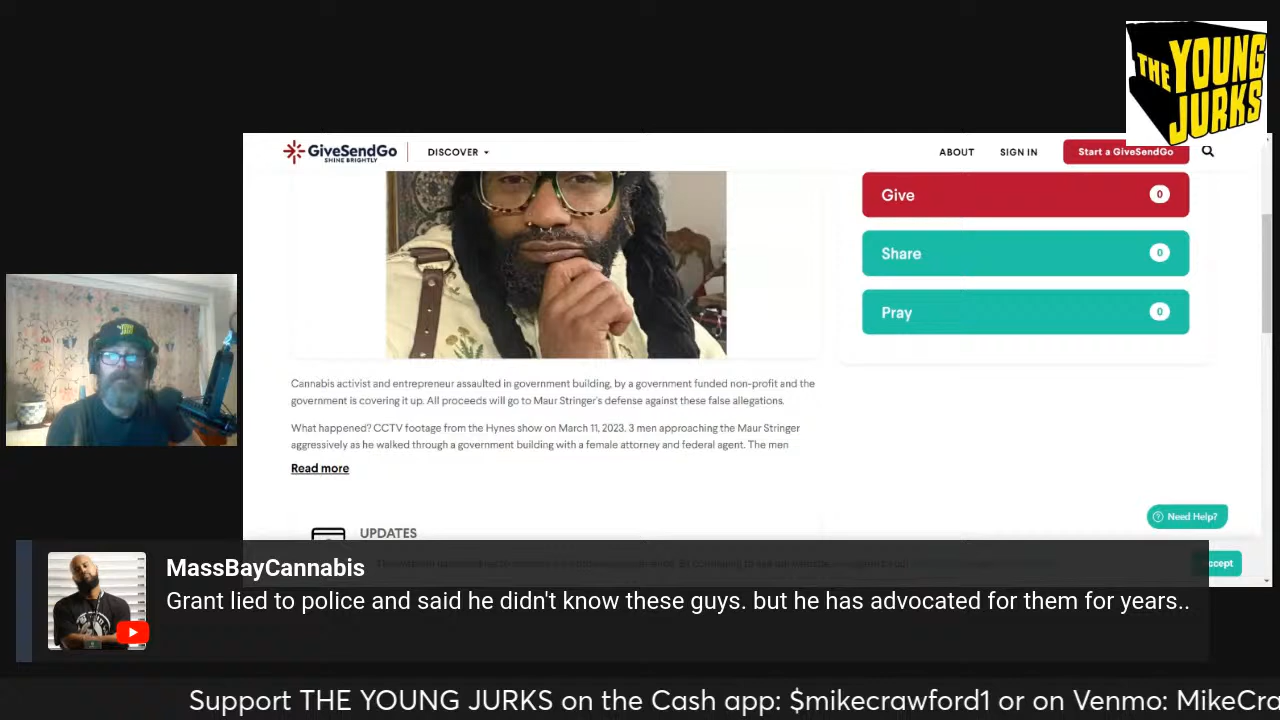 THE YOUNG JURKS
GiveSendGo
SHINE BRIGHTLY
DISCOVER
ABOUT
SIGN IN
Start a GiveSendGo
Give
0
Share
0
Pray
0
Cannabis activist and entrepreneur assaulted in government building, by a government funded non-profit and the
government is covering it up. All proceeds will go to Maur Stringer's defense against these false allegations.
What happened? CCTV footage from the Hynes show on March 11, 2023. 3 men approaching the Maur Stringer
aggressively as he walked through a government building with a female attorney and federal agent. The men
Read more
UPDATES
Need Help?
ccept
MassBayCannabis
Grant lied to police and said he didn't know these guys. but he has advocated for them for years..
Support THE YOUNG JURKS on the Cash app: $mikecrawford1 or on Venmo: MikeCra